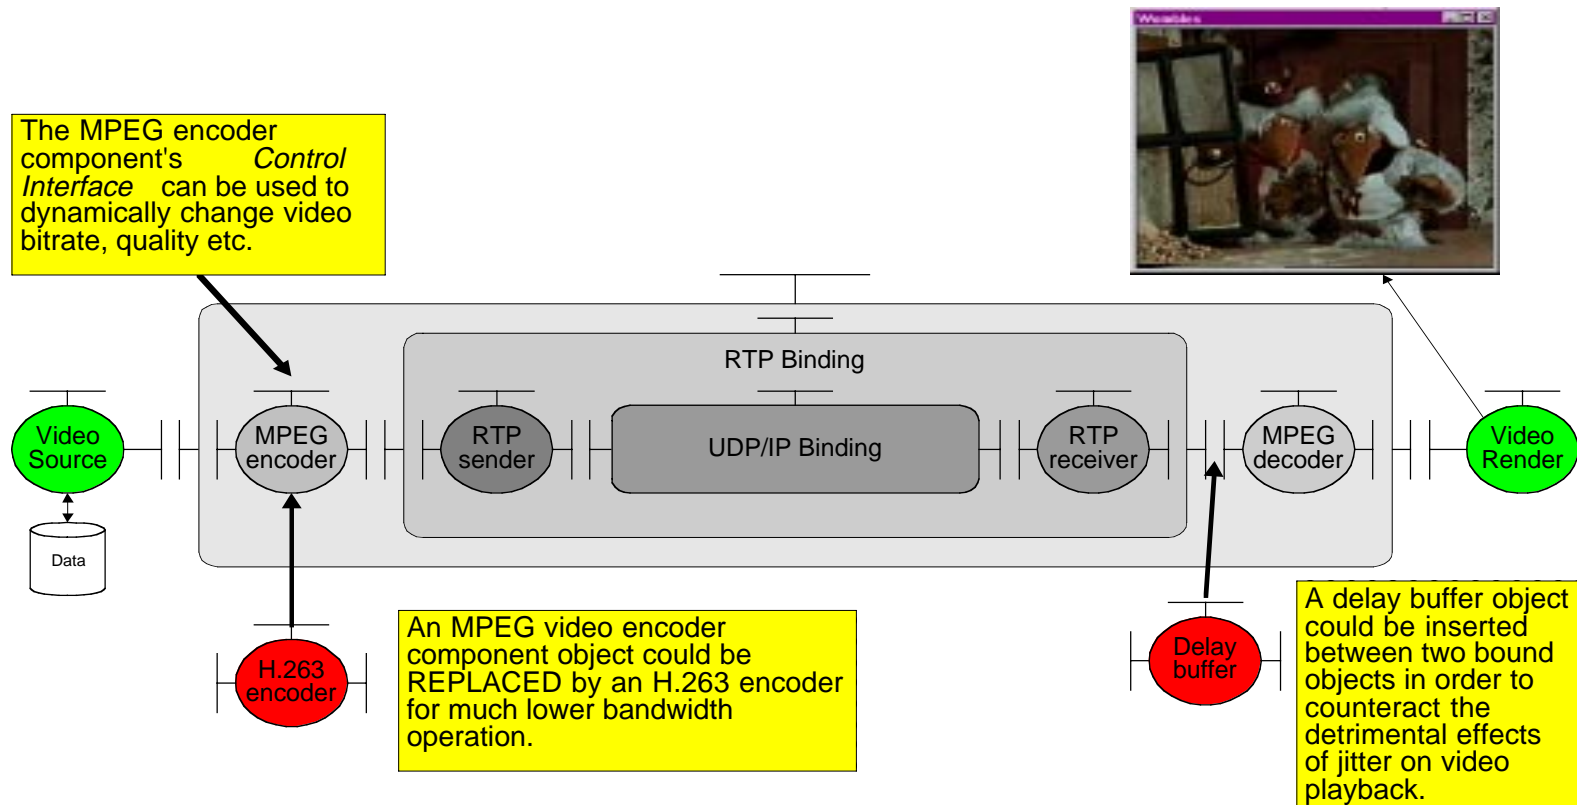 Wombles
The MPEG encoder
component's Control
Interface can be used to
dynamically change video
bitrate, quality etc.
RTP Binding
Video
Source
MPEG
encoder
RTP
sender
UDP/IP Binding
RTP
receiver
MPEG
decoder
Video
Render
Data
H.263
encoder
An MPEG video encoder
component object could be
REPLACED by an H.263 encoder
for much lower bandwidth
operation.
Delay
buffer
A delay buffer object
could be inserted
between two bound
objects in order to
counteract the
detrimental effects
of jitter on video
playback.